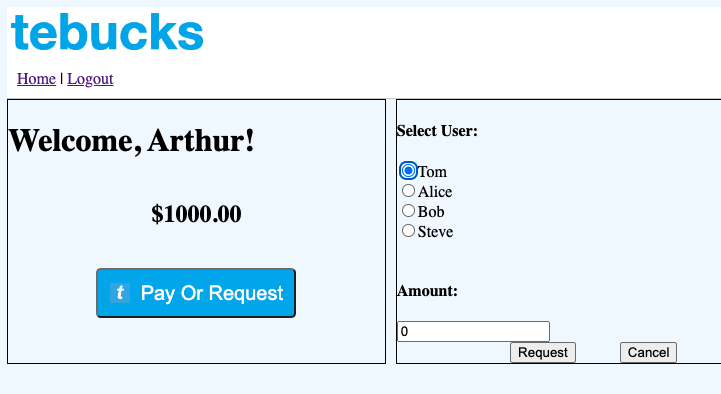 tebucks
Home | Logout
Welcome, Arthur!
$1000.00
t Pay Or Request
Select User:
Tom
Alice
Bob
Steve
Amount:
0
Request Cancel